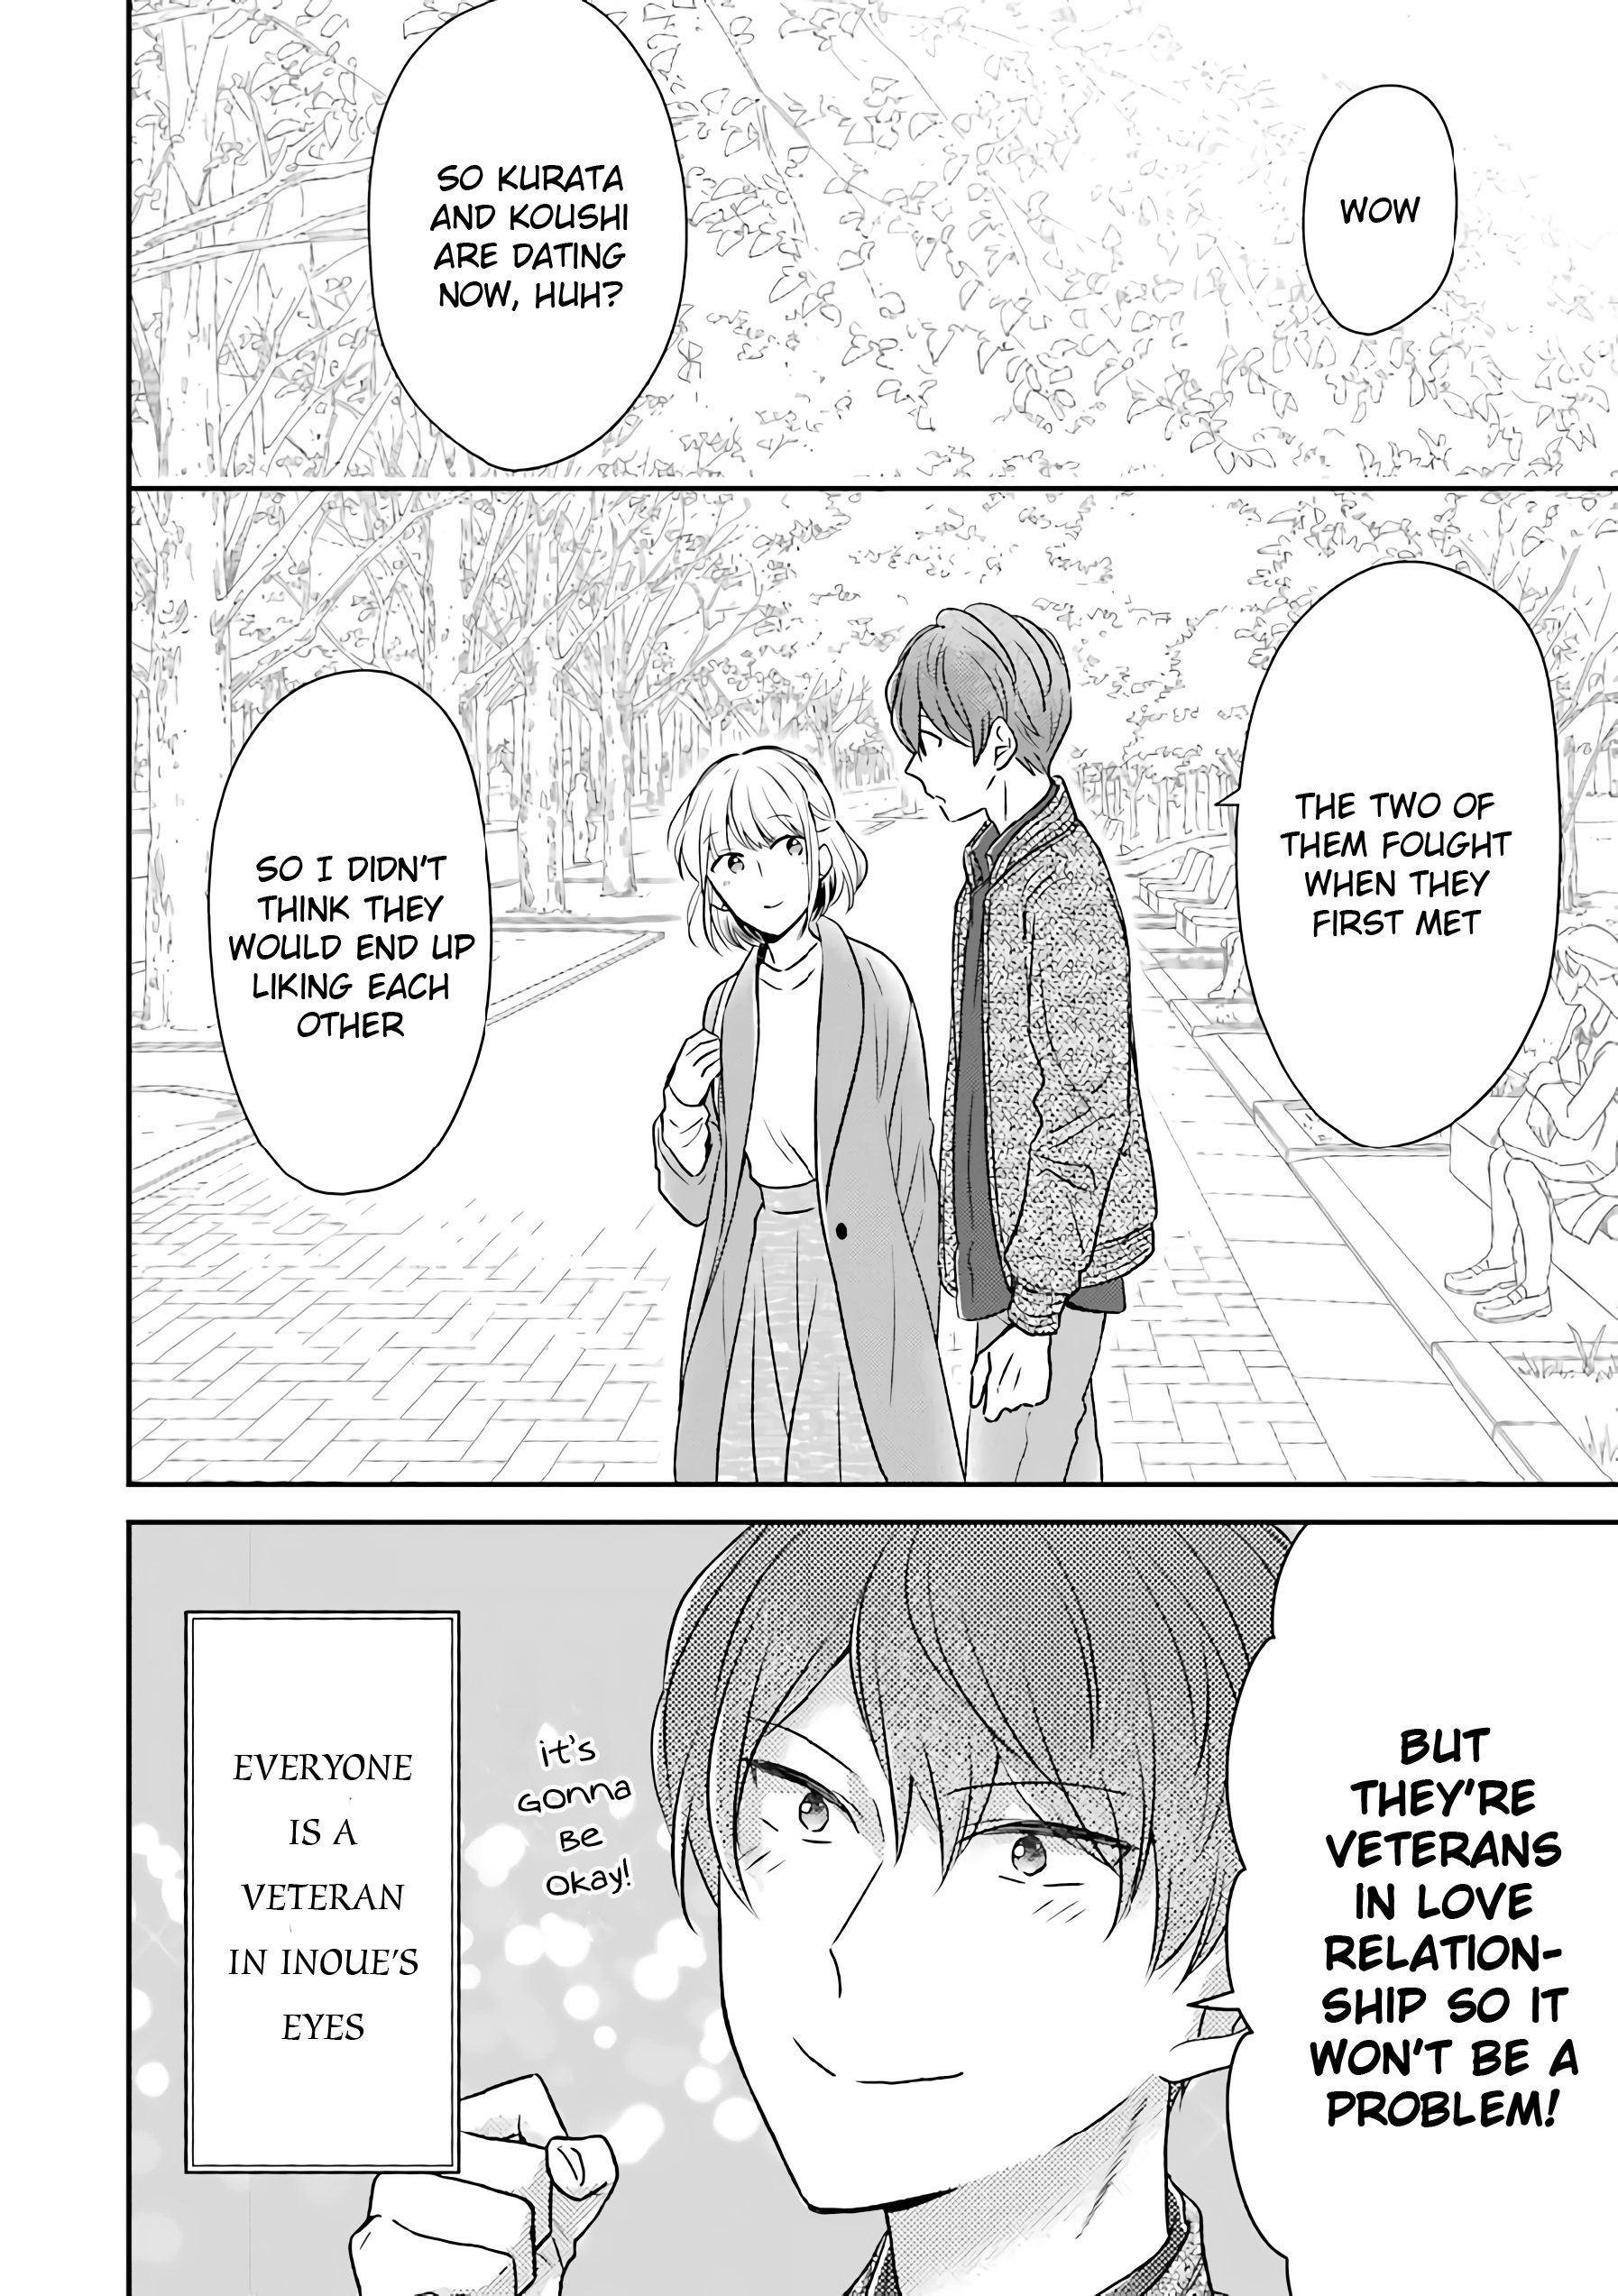 WOW
SO KURATA
AND KOUSHI
ARE DATING
NOW, HUH?
THE TWO OF
THEM FOUGHT
WHEN THEY
FIRST MET
SO I DIDN'T
THINK THEY
WOULD END UP
LIKING EACH
OTHER
BUT
THEY'RE
VETERANS
IN LOVE
RELATION-
SHIP SO IT
WON'T BE A
PROBLEM!
it's
Gonna
Be
Okay!
EVERYONE
IS A
VETERAN
IN INOUE'S
EYES